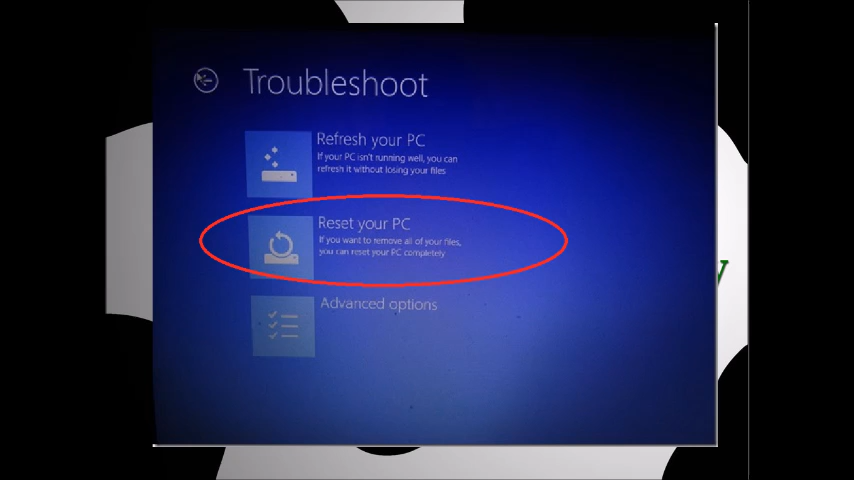 Troubleshoot
Refresh your PC
If your PC isn't running well, you can
refresh it without losing your files
Reset your PC
If you want to remove all of your files,
you can reset your PC completely
Advanced options
y